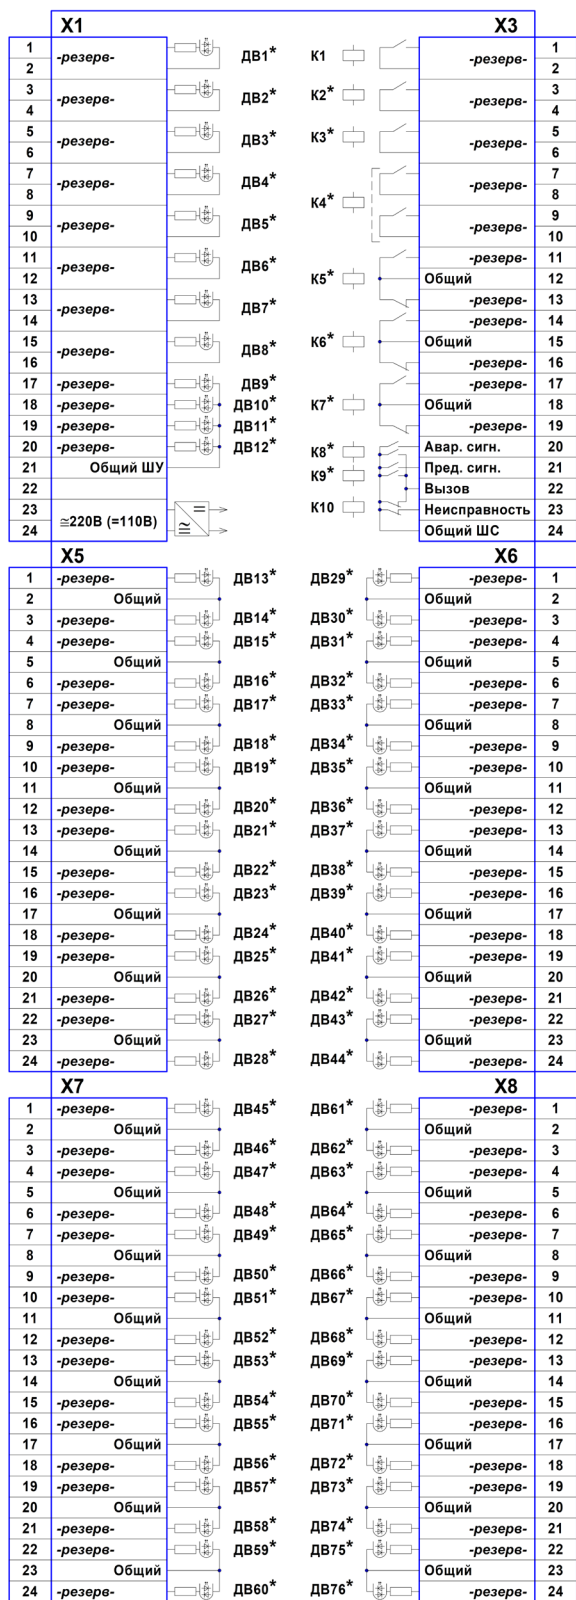 X1 X3
1 1
-резерв- ДВ1* К1 -резерв-
2 2
3 3
-резерв- ДВ2* К2* -резерв-
4 4
5 5
-резерв- ДВ3* К3* -резерв-
6 6
7 7
-резерв- ДВ4* -резерв-
8 8
К4*
9 9
-резерв- ДВ5* -резерв-
10 10
11 -резерв- 11
-резерв- ДВ6*
12 К5* Общий 12
13 -резерв- 13
-резерв- ДВ7*
14 -резерв- 14
15 К6* Общий 15
-резерв- ДВ8*
16 -резерв- 16
17 -резерв- ДВ9* -резерв- 17
18 -резерв- ДВ10* К7* Общий 18
19 -резерв- ДВ11* -резерв- 19
20 -резерв- ДВ12* К8* Авар. сигн. 20
21 Общий ШУ К9* Пред. сигн. 21
22 Вызов 22
23 К10 Неисправность 23
≅220В (=110В)
24 Общий ШС 24
X5 X6
1 -резерв- ДВ13* ДВ29* -резерв- 1
2 Общий Общий 2
3 -резерв- ДВ14* ДВ30* -резерв- 3
4 -резерв- ДВ15* ДВ31* -резерв- 4
5 Общий Общий 5
6 -резерв- ДВ16* ДВ32* -резерв- 6
7 -резерв- ДВ17* ДВ33* -резерв- 7
8 Общий Общий 8
9 -резерв- ДВ18* ДВ34* -резерв- 9
10 -резерв- ДВ19* ДВ35* -резерв- 10
11 Общий Общий 11
12 -резерв- ДВ20* ДВ36* -резерв- 12
13 -резерв- ДВ21* ДВ37* -резерв- 13
14 Общий Общий 14
15 -резерв- ДВ22* ДВ38* -резерв- 15
16 -резерв- ДВ23* ДВ39* -резерв- 16
17 Общий Общий 17
18 -резерв- ДВ24* ДВ40* -резерв- 18
19 -резерв- ДВ25* ДВ41* -резерв- 19
20 Общий Общий 20
21 -резерв- ДВ26* ДВ42* -резерв- 21
22 -резерв- ДВ27* ДВ43* -резерв- 22
23 Общий Общий 23
24 -резерв- ДВ28* ДВ44* -резерв- 24
X7 X8
1 -резерв- ДВ45* ДВ61* -резерв- 1
2 Общий Общий 2
3 -резерв- ДВ46* ДВ62* -резерв- 3
4 -резерв- ДВ47* ДВ63* -резерв- 4
5 Общий Общий 5
6 -резерв- ДВ48* ДВ64* -резерв- 6
7 -резерв- ДВ49* ДВ65* -резерв- 7
8 Общий Общий 8
9 -резерв- ДВ50* ДВ66* -резерв- 9
10 -резерв- ДВ51* ДВ67* -резерв- 10
11 Общий Общий 11
12 -резерв- ДВ52* ДВ68* -резерв- 12
13 -резерв- ДВ53* ДВ69* -резерв- 13
14 Общий Общий 14
15 -резерв- ДВ54* ДВ70* -резерв- 15
16 -резерв- ДВ55* ДВ71* -резерв- 16
17 Общий Общий 17
18 -резерв- ДВ56* ДВ72* -резерв- 18
19 -резерв- ДВ57* ДВ73* -резерв- 19
20 Общий Общий 20
21 -резерв- ДВ58* ДВ74* -резерв- 21
22 -резерв- ДВ59* ДВ75* -резерв- 22
23 Общий Общий 23
24 -резерв- ДВ60* ДВ76* -резерв- 24